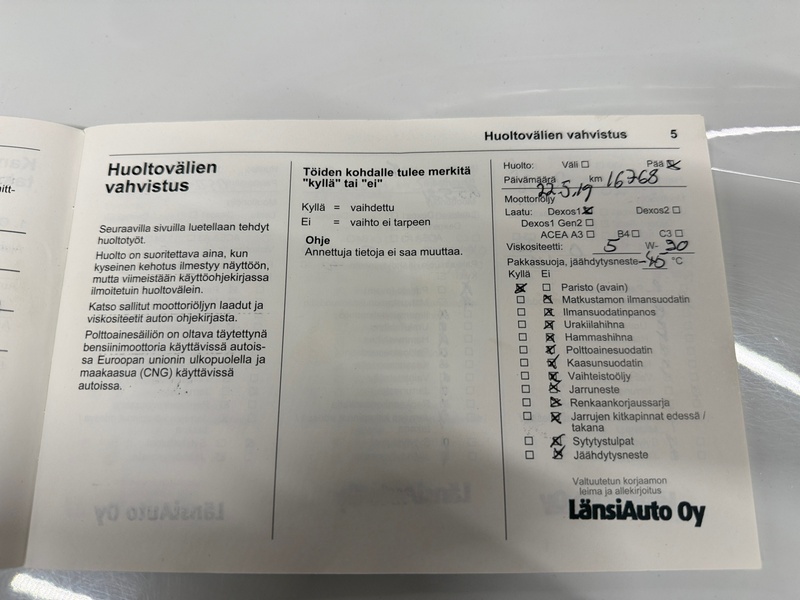 Huoltovälien vahvistus 5
Huoltovälien
vahvistus
Seuraavilla sivuilla luetellaan tehdyt
huoltotyöt.
Huolto on suoritettava aina, kun
kyseinen kehotus ilmestyy näyttöön,
mutta viimeistään käyttöohjekirjassa
ilmoitetuin huoltovälein.
Katso sallitut moottoriöljyn laadut ja
viskositeetit auton ohjekirjasta.
Polttoainesäiliön on oltava täytettynä
bensiinimoottoria käyttävissä autois-
sa Euroopan unionin ulkopuolella ja
maakaasua (CNG) käyttävissä
autoissa.
Töiden kohdalle tulee merkitä
"kyllä" tai "ei"
Kyllä = vaihdettu
Ei = vaihto ei tarpeen
Ohje
Annettuja tietoja ei saa muuttaa.
Huolto: Väli ☐ Pää ☒
Päivämäärä 22.5.19 km 16768
Moottoriöljy
Laatu: Dexos1 ☒ Dexos2 ☐
Dexos1 Gen2 ☐
ACEA A3 ☐ B4 ☐ C3 ☐
Viskositeetti: 5 W- 30
Pakkassuoja, jäähdytysneste -45 °C
Kyllä Ei
☒ ☐ Paristo (avain)
☐ ☒ Matkustamon ilmansuodatin
☐ ☒ Ilmansuodatinpanos
☐ ☒ Urakiilahihna
☐ ☒ Hammashihna
☐ ☒ Polttoainesuodatin
☐ ☒ Kaasunsuodatin
☐ ☒ Vaihteistoöljy
☐ ☒ Jarruneste
☐ ☒ Renkaankorjaussarja
☐ ☒ Jarrujen kitkapinnat edessä /
takana
☐ ☒ Sytytystulpat
☐ ☒ Jäähdytysneste
Valtuutetun korjaamon
leima ja allekirjoitus
LänsiAuto Oy